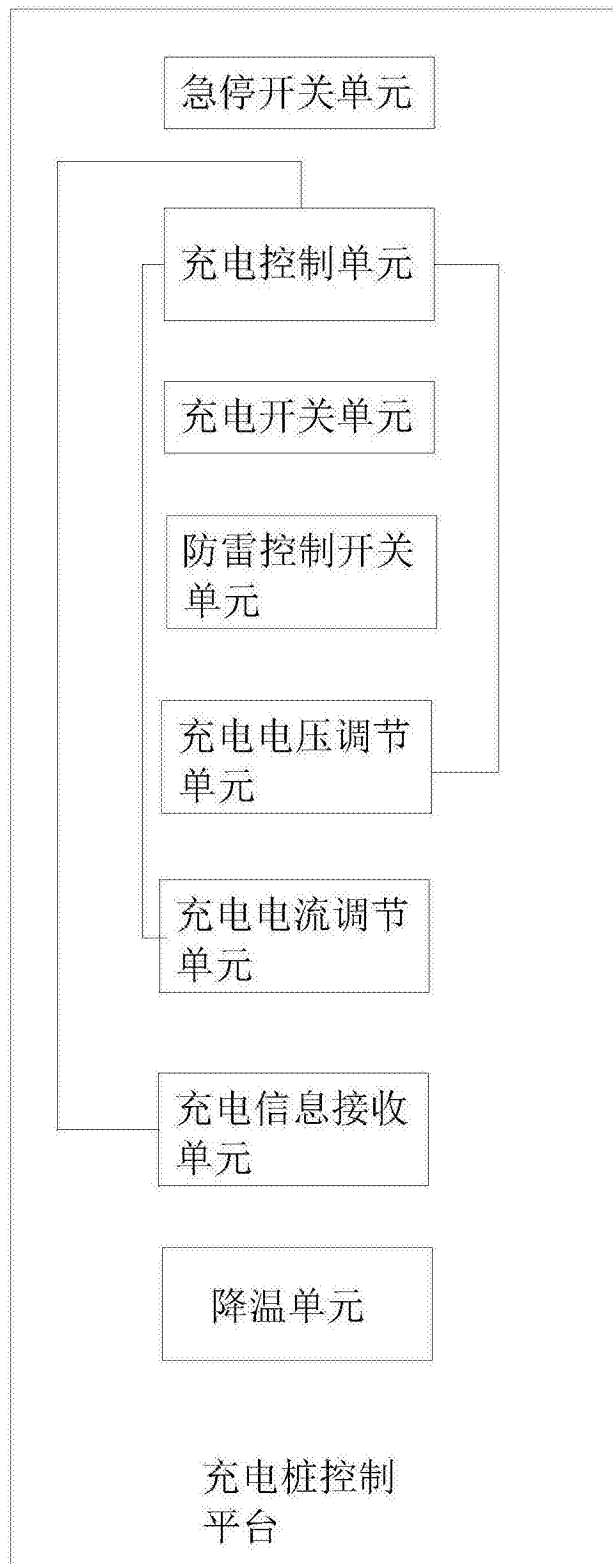 急停开关单元
充电控制单元
充电开关单元
防雷控制开关
单元
充电电压调节
单元
充电电流调节
单元
充电信息接收
单元
降温单元
充电桩控制
平台